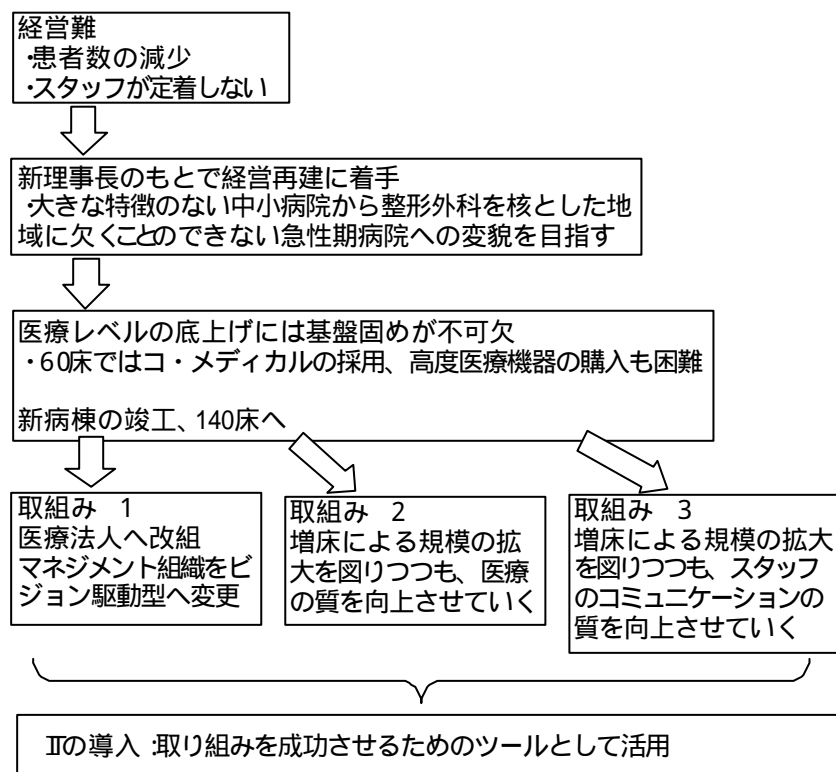 経営難
・患者数の減少
・スタッフが定着しない
新理事長のもとで経営再建に着手
・大きな特徴のない中小病院から整形外科を核とした地
域に欠くことのできない急性期病院への変貌を目指す
医療レベルの底上げには基盤固めが不可欠
・60床ではコ・メディカルの採用、高度医療機器の購入も困難
新病棟の竣工、140床へ
取組み 1
医療法人へ改組
マネジメント組織をビ
ジョン駆動型へ変更
取組み 2
増床による規模の拡
大を図りつつも、医療
の質を向上させていく
取組み 3
増床による規模の拡大
を図りつつも、スタッフ
のコミュニケーションの
質を向上させていく
ITの導入:取り組みを成功させるためのツールとして活用